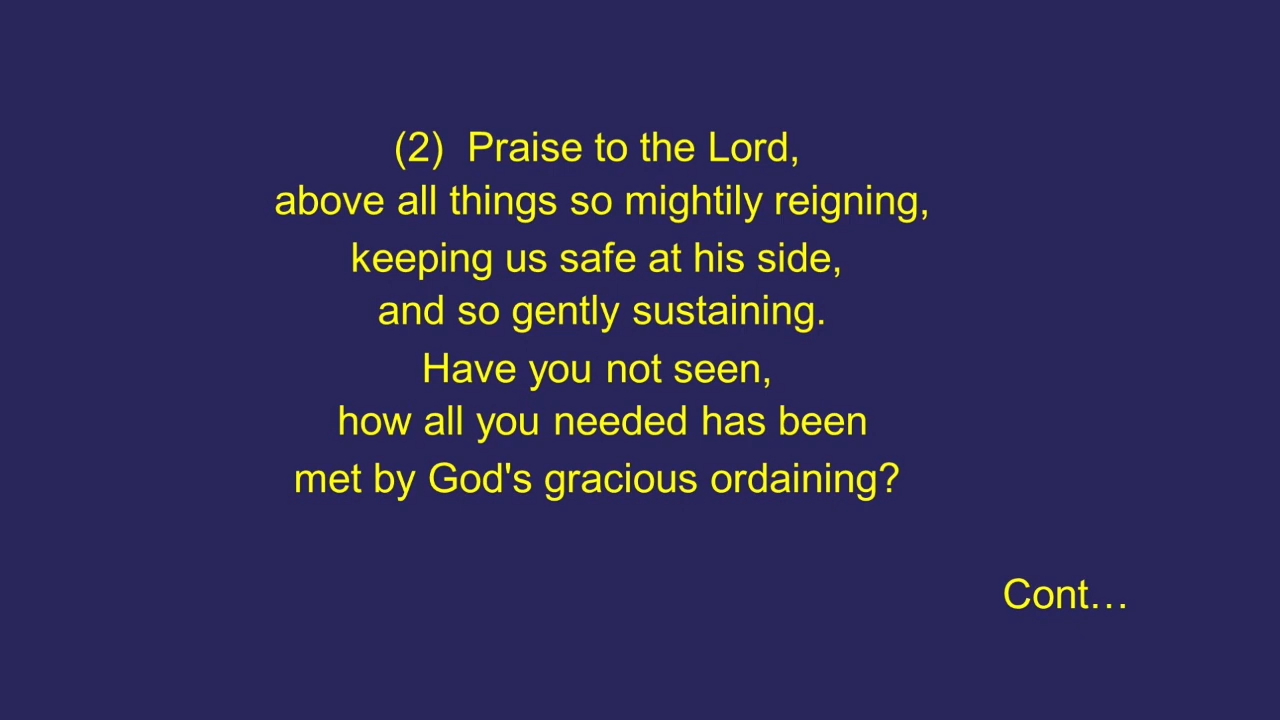 (2)  Praise to the Lord,
above all things so mightily reigning,
keeping us safe at his side,
and so gently sustaining.
Have you not seen,
how all you needed has been
met by God's gracious ordaining?
Cont…